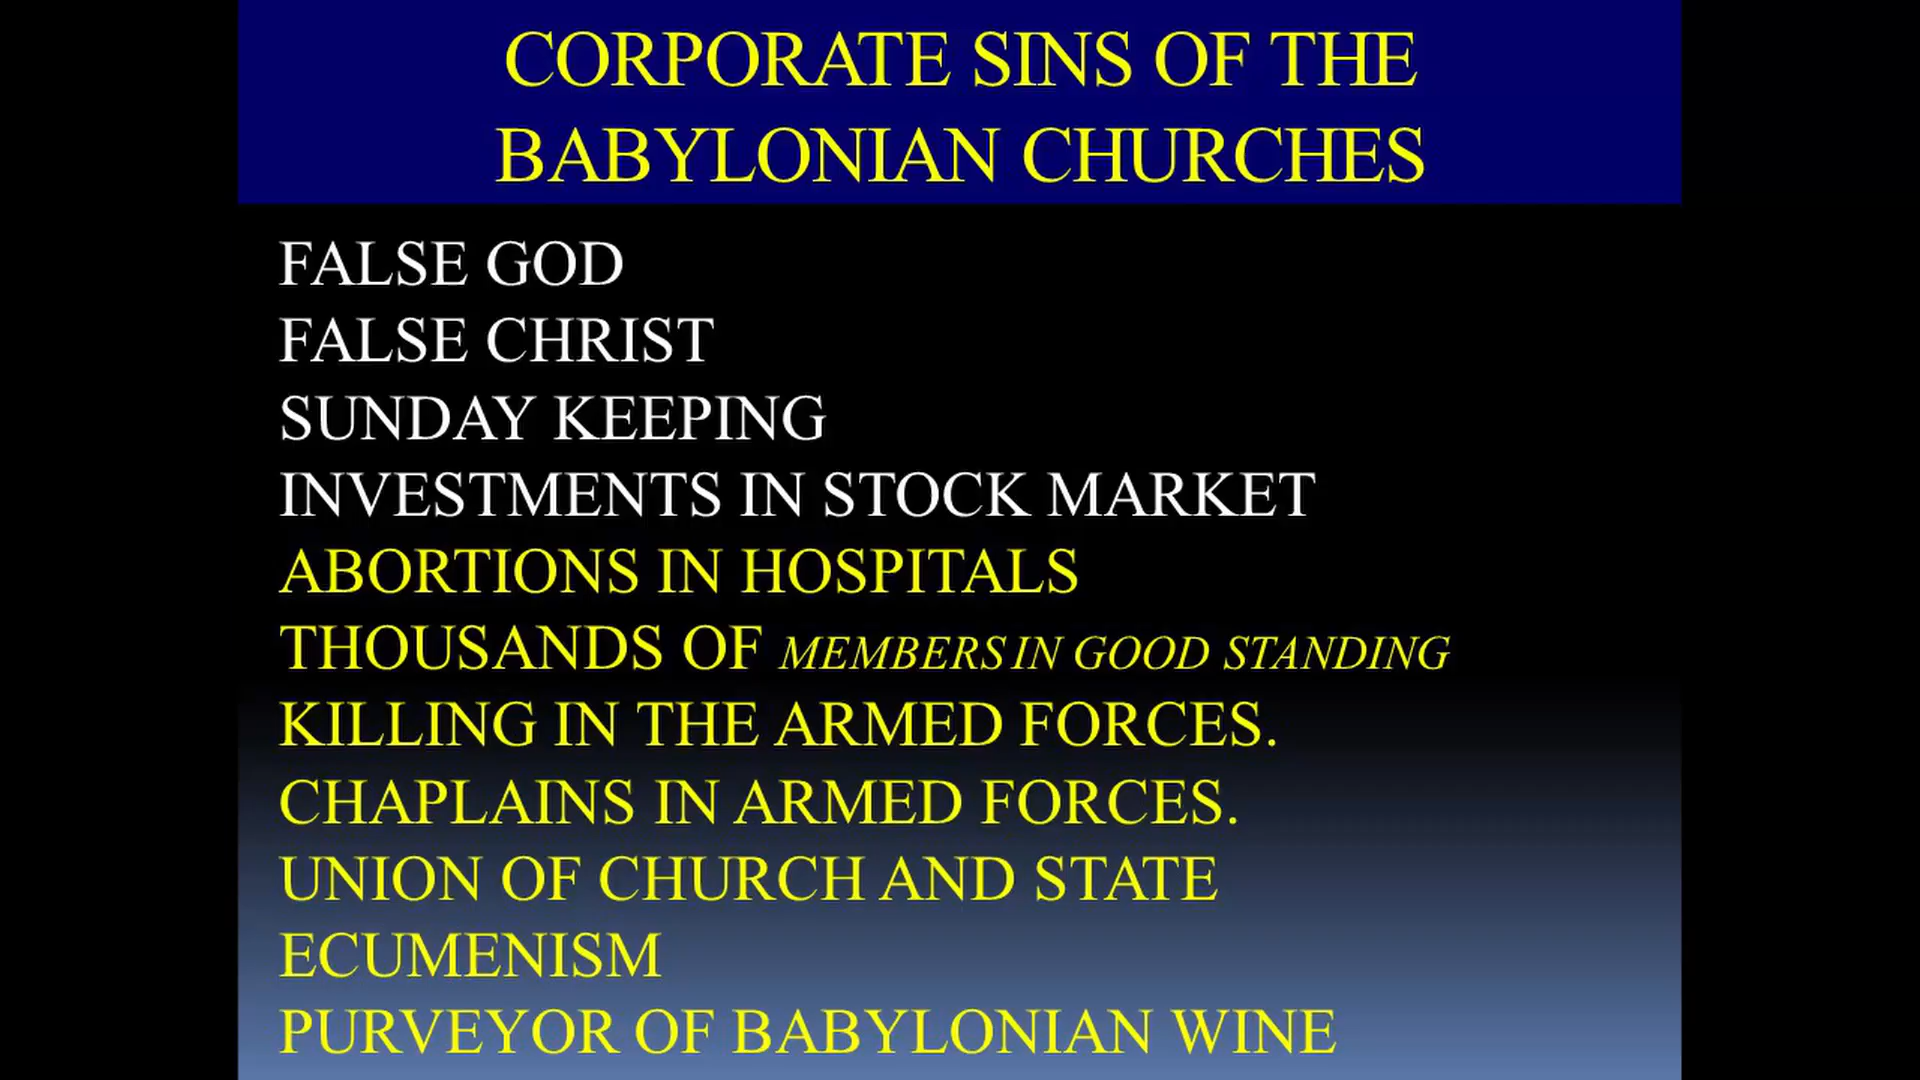 CORPORATE SINS OF THE
BABYLONIAN CHURCHES
FALSE GOD
FALSE CHRIST
SUNDAY KEEPING
INVESTMENTS IN STOCK MARKET
ABORTIONS IN HOSPITALS
THOUSANDS OF MEMBERS IN GOOD STANDING
KILLING IN THE ARMED FORCES.
CHAPLAINS IN ARMED FORCES.
UNION OF CHURCH AND STATE
ECUMENISM
PURVEYOR OF BABYLONIAN WINE